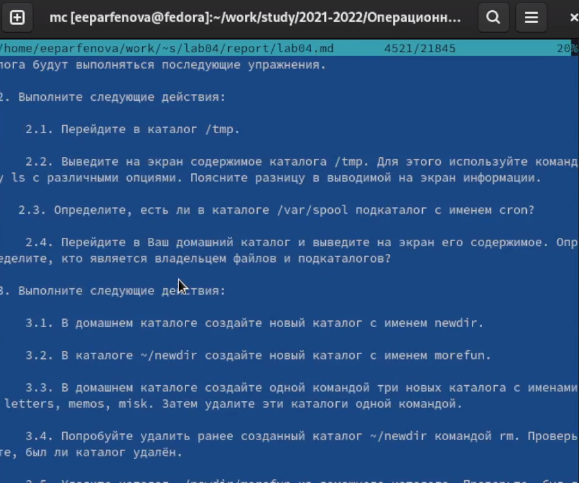 mc [eeparfenova@fedora]:~/work/study/2021-2022/Операционн...
/home/eeparfenova/work/~s/lab04/report/lab04.md 4521/21845 20%
лога будут выполняться последующие упражнения.
2. Выполните следующие действия:
2.1. Перейдите в каталог /tmp.
2.2. Выведите на экран содержимое каталога /tmp. Для этого используйте команд
у ls с различными опциями. Поясните разницу в выводимой на экран информации.
2.3. Определите, есть ли в каталоге /var/spool подкаталог с именем cron?
2.4. Перейдите в Ваш домашний каталог и выведите на экран его содержимое. Опр
еделите, кто является владельцем файлов и подкаталогов?
3. Выполните следующие действия:
3.1. В домашнем каталоге создайте новый каталог с именем newdir.
3.2. В каталоге ~/newdir создайте новый каталог с именем morefun.
3.3. В домашнем каталоге создайте одной командой три новых каталога с именами
letters, memos, misk. Затем удалите эти каталоги одной командой.
3.4. Попробуйте удалить ранее созданный каталог ~/newdir командой rm. Проверь
те, был ли каталог удалён.